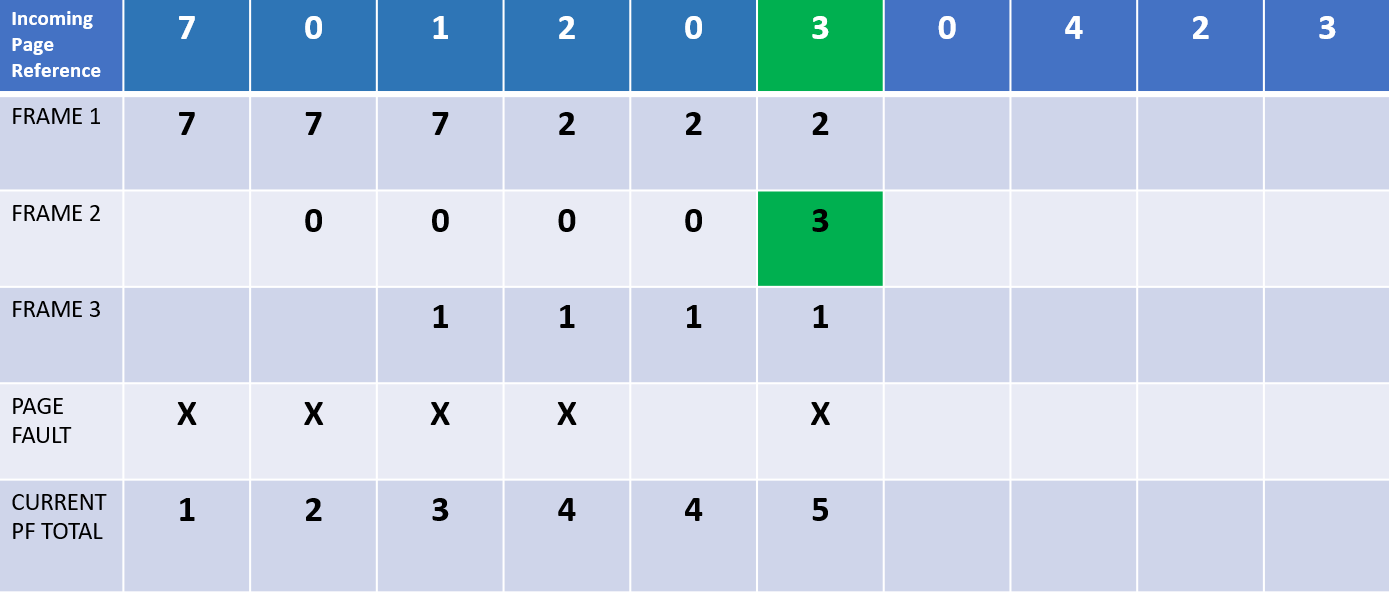 Incoming Page Reference 7 0 1 2 0 3 0 4 2 3
FRAME 1 7 7 7 2 2 2
FRAME 2 0 0 0 0 3
FRAME 3 1 1 1 1
PAGE FAULT X X X X X
CURRENT PF TOTAL 1 2 3 4 4 5